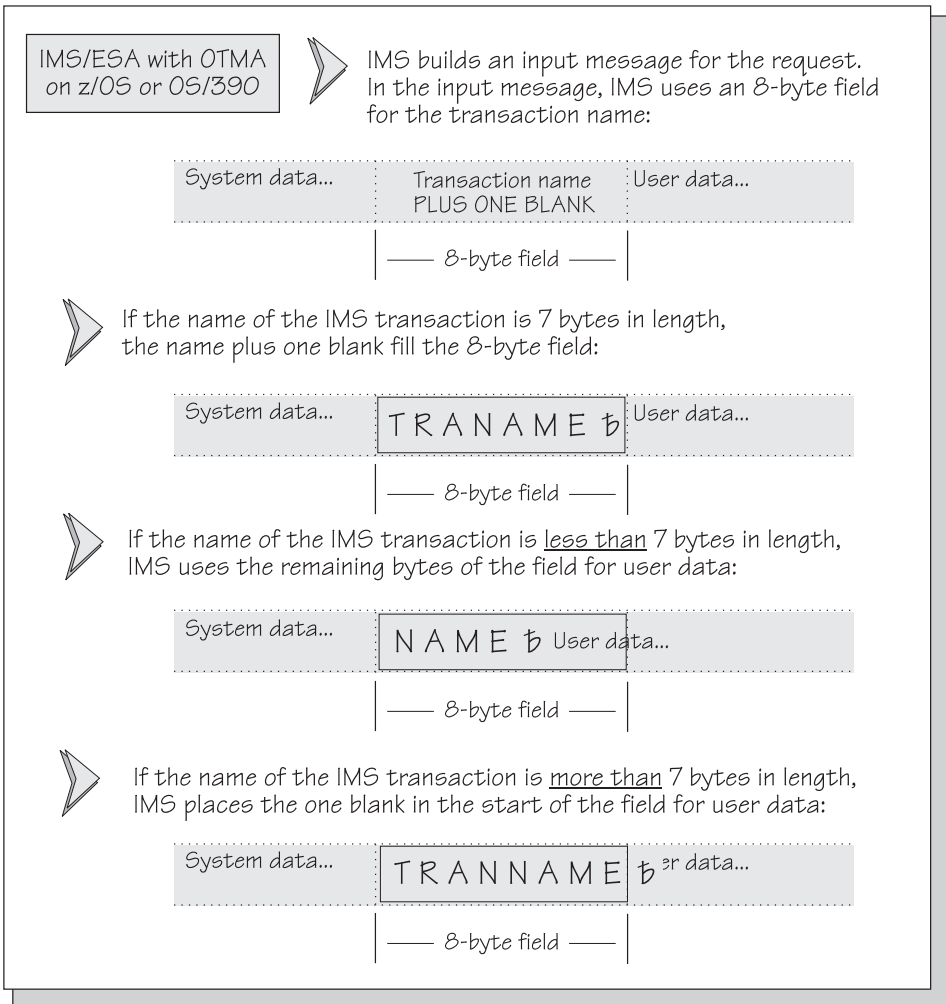 IMS/ESA with OTMA
on z/OS or OS/390
IMS builds an input message for the request.
In the input message, IMS uses an 8-byte field
for the transaction name:
System data...
Transaction name
PLUS ONE BLANK
User data...
8-byte field
If the name of the IMS transaction is 7 bytes in length,
the name plus one blank fill the 8-byte field:
System data...
TRANAME ƀ
User data...
8-byte field
If the name of the IMS transaction is less than 7 bytes in length,
IMS uses the remaining bytes of the field for user data:
System data...
NAME ƀ User data...
8-byte field
If the name of the IMS transaction is more than 7 bytes in length,
IMS places the one blank in the start of the field for user data:
System data...
TRANNAME ƀ
er data...
8-byte field